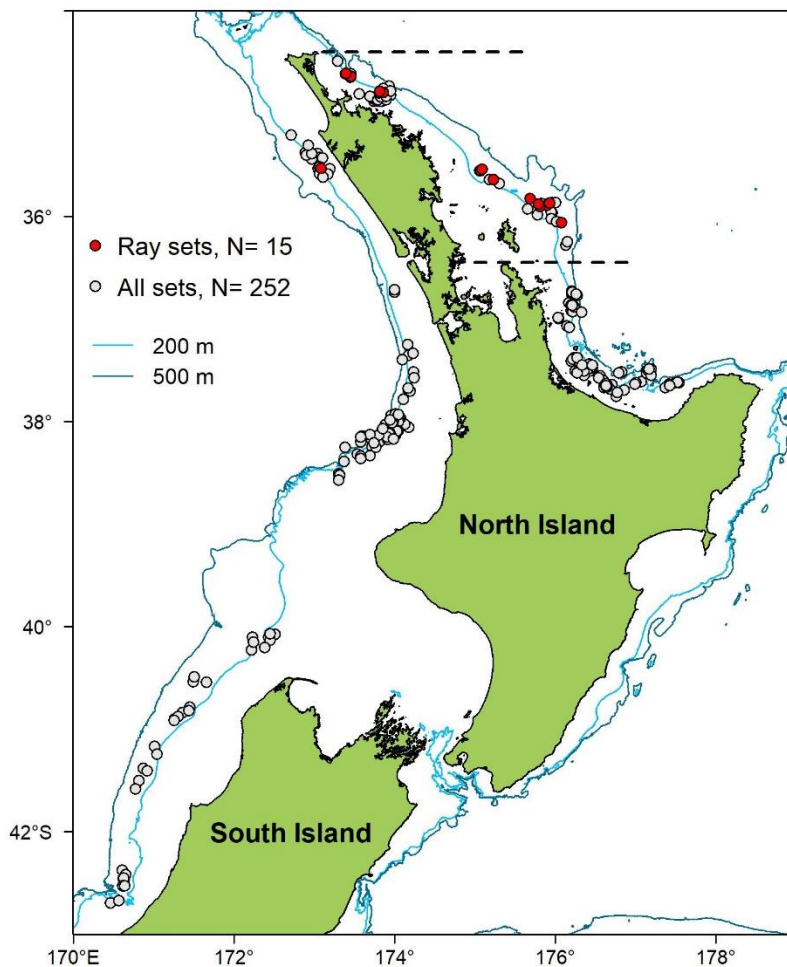 36°
Ray sets, N= 15
All sets, N= 252
200 m
500 m
38°
North Island
40°
42°S
South Island
170°E
172°
174°
176°
178°